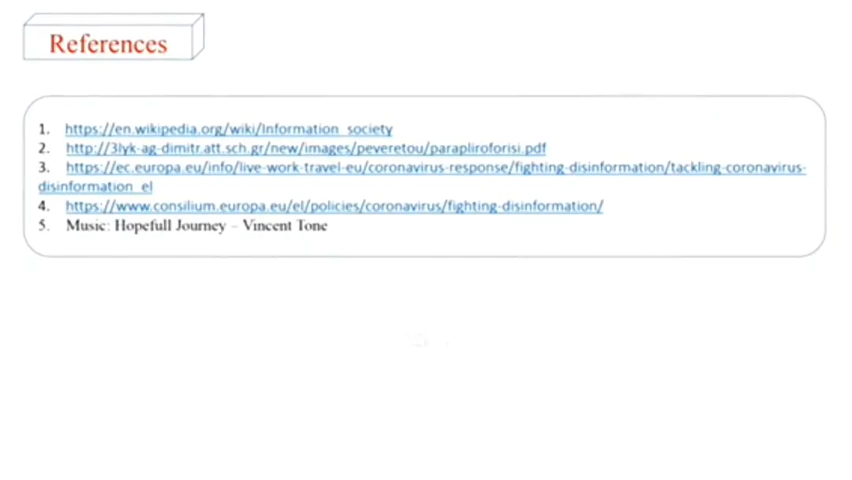 References
1. https://en.wikipedia.org/wiki/Information_society
2. http://3lyk-ag-dimitr.att.sch.gr/new/images/peveretou/parapliroforisi.pdf
3. https://ec.europa.eu/info/live-work-travel-eu/coronavirus-response/fighting-disinformation/tackling-coronavirus-
disinformation_el
4. https://www.consilium.europa.eu/el/policies/coronavirus/fighting-disinformation/
5. Music: Hopefull Journey – Vincent Tone